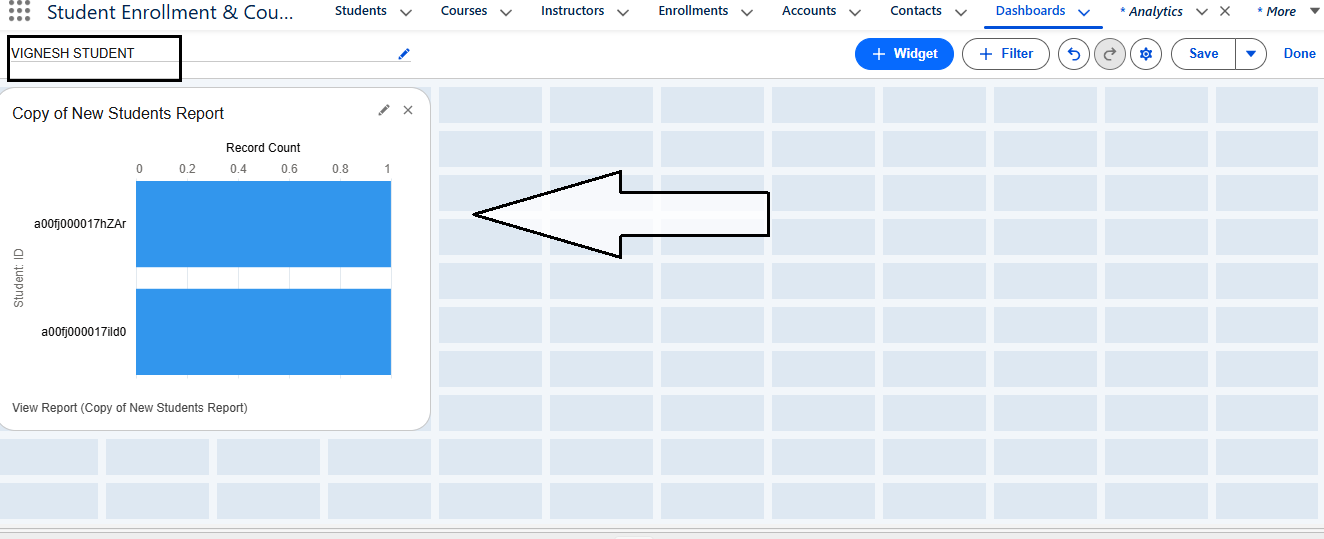 Student Enrollment & Cou...
Students
Courses
Instructors
Enrollments
Accounts
Contacts
Dashboards
* Analytics
* More
VIGNESH STUDENT
+ Widget
+ Filter
Save
Done
Copy of New Students Report
Record Count
0 0.2 0.4 0.6 0.8 1
Student: ID
a00fj000017hZAr
a00fj000017ild0
View Report (Copy of New Students Report)